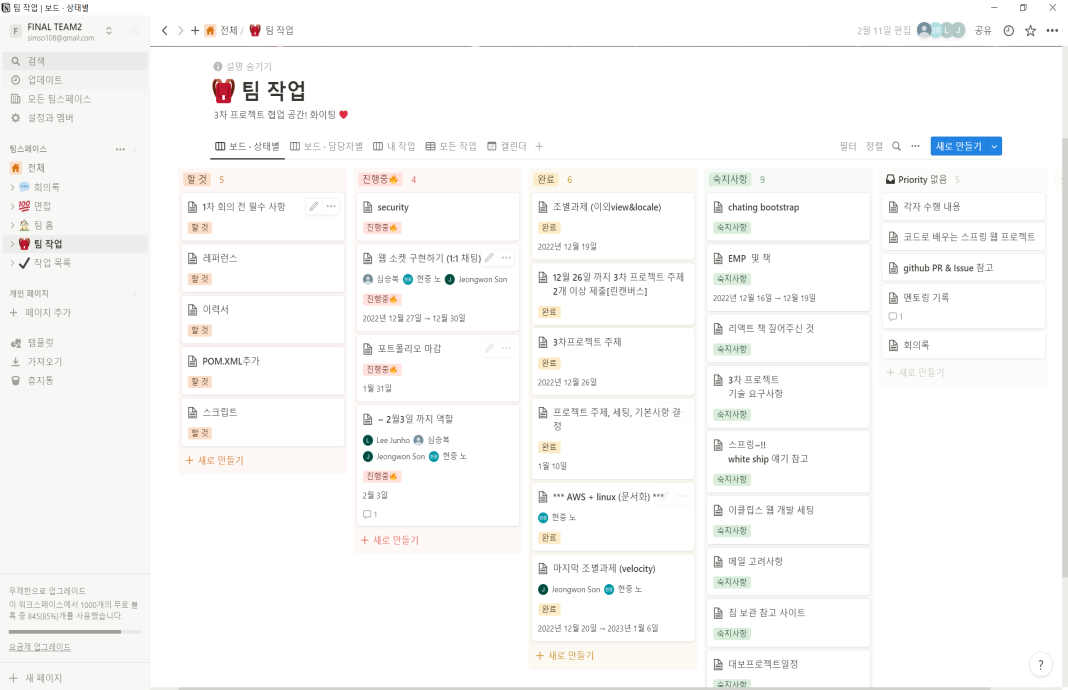 팀 작업 | 보드 · 상태별
F
FINAL TEAM2
simso108@gmail.com
검색
업데이트
모든 팀스페이스
설정과 멤버
팀스페이스
전체
회의록
면접
팀 홈
팀 작업
작업 목록
개인 페이지
페이지 추가
템플릿
가져오기
휴지통
무제한으로 업그레이드
이 워크스페이스에서 1000개의 무료 블
록 중 845(85%)개를 사용했습니다.
요금제 업그레이드
새 페이지
전체 / 팀 작업
2월 11일 편집
L J
공유
설명 숨기기
팀 작업
3차 프로젝트 협업 공간! 화이팅
보드 · 상태별
보드 · 담당자별
내 작업
모든 작업
캘린더
필터
정렬
새로 만들기
할 것 5
1차 회의 전 필수 사항
할 것
레퍼런스
할 것
이력서
할 것
POM.XML추가
할 것
스크립트
할 것
새로 만들기
진행중 4
security
진행중
웹 소켓 구현하기 (1:1 채팅)
심승복 현중 노 Jeongwon Son
진행중
2022년 12월 27일 → 12월 30일
포트폴리오 마감
진행중
1월 31일
~ 2월3일 까지 역할
Lee Junho 심승복
Jeongwon Son 현중 노
진행중
2월 3일
1
새로 만들기
완료 6
조별과제 (이외view&locale)
완료
2022년 12월 19일
12월 26일 까지 3차 프로젝트 주제
2개 이상 제출[린캔버스]
완료
3차프로젝트 주제
완료
2022년 12월 26일
프로젝트 주제, 세팅, 기본사항 결
정
완료
1월 10일
*** AWS + linux (문서화) ***
현중 노
완료
마지막 조별과제 (velocity)
Jeongwon Son 현중 노
완료
2022년 12월 20일 → 2023년 1월 6일
새로 만들기
숙지사항 9
chating bootstrap
숙지사항
EMP 및 책
숙지사항
2022년 12월 16일 → 12월 19일
리액트 책 짚어주신 것
숙지사항
3차 프로젝트
기술 요구사항
숙지사항
스프링~!!
white ship 얘기 참고
숙지사항
이클립스 웹 개발 세팅
숙지사항
메일 고려사항
숙지사항
짐 보관 참고 사이트
숙지사항
대보프로젝트일정
숙지사항
Priority 없음 5
각자 수행 내용
코드로 배우는 스프링 웹 프로젝트
github PR & Issue 참고
멘토링 기록
1
회의록
새로 만들기
?